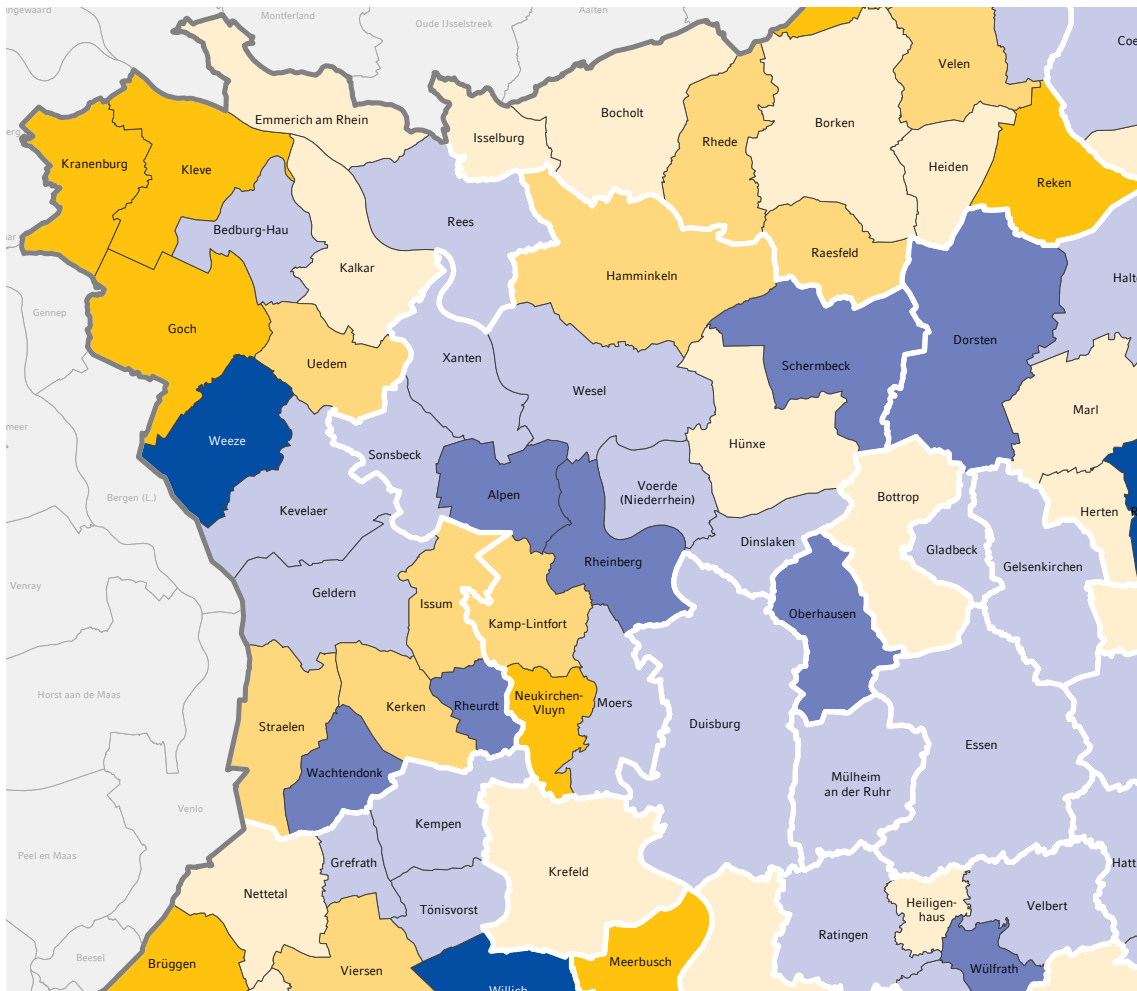 Montferland
Oude IJsselstreek
Aalten
Coe
Velen
Bocholt
Emmerich am Rhein
Borken
Isselburg
Rhede
Kranenburg
Kleve
Heiden
Reken
Rees
Bedburg-Hau
Raesfeld
Kalkar
Hamminkeln
Halte
Gennep
Goch
Dorsten
Xanten
Uedem
Schermbeck
Wesel
Marl
Weeze
Hünxe
Sonsbeck
Voerde
(Niederrhein)
Alpen
Bottrop
Bergen (L.)
Kevelaer
Herten
R
Dinslaken
Gladbeck
Rheinberg
Gelsenkirchen
Venray
Geldern
Issum
Oberhausen
Kamp-Lintfort
Horst aan de Maas
Neukirchen-
Vluyn
Moers
Kerken
Rheurdt
Straelen
Duisburg
Essen
Wachtendonk
Mülheim
an der Ruhr
Venlo
Kempen
Peel en Maas
Grefrath
Hatt
Krefeld
Nettetal
Heiligen-
haus
Velbert
Tönisvorst
Ratingen
Beesel
Brüggen
Viersen
Meerbusch
Wülfrath
Willich